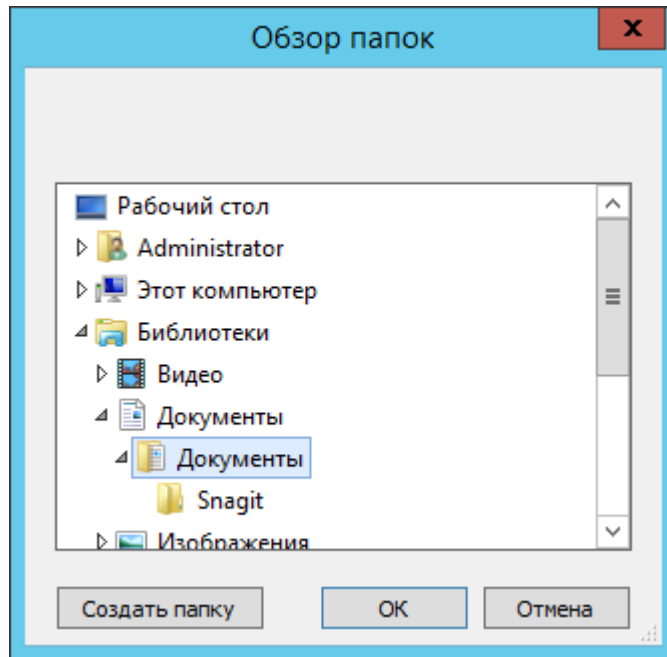 Обзор папок
x
Рабочий стол
Administrator
Этот компьютер
Библиотеки
Видео
Документы
Документы
Snagit
Изображения
Создать папку
ОК
Отмена